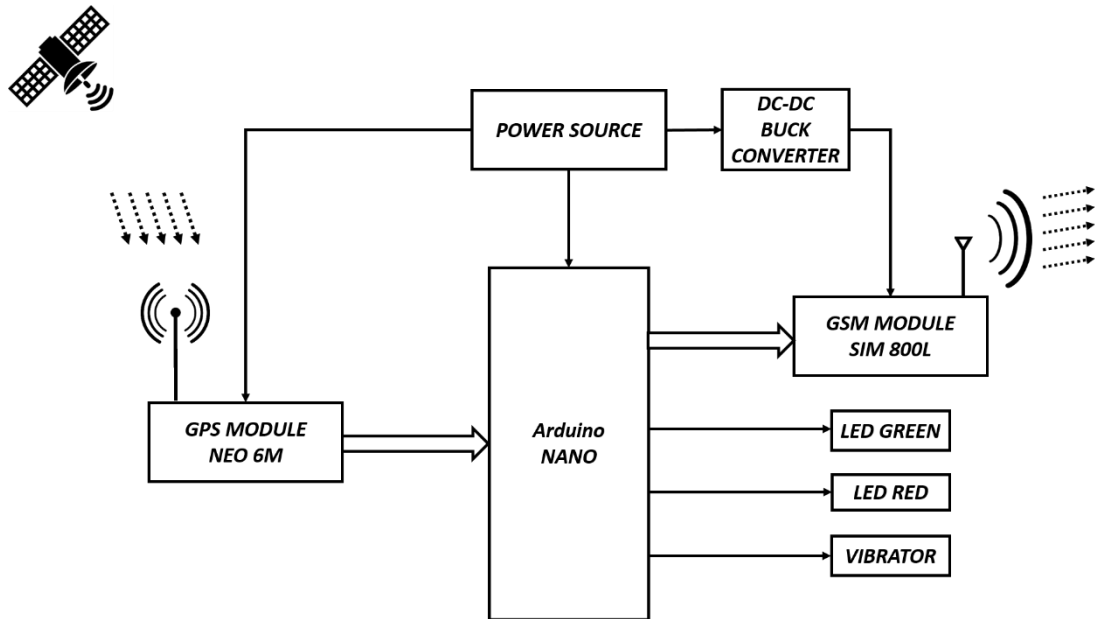 POWER SOURCE
DC-DC
BUCK
CONVERTER
GSM MODULE
SIM 800L
GPS MODULE
NEO 6M
Arduino
NANO
LED GREEN
LED RED
VIBRATOR